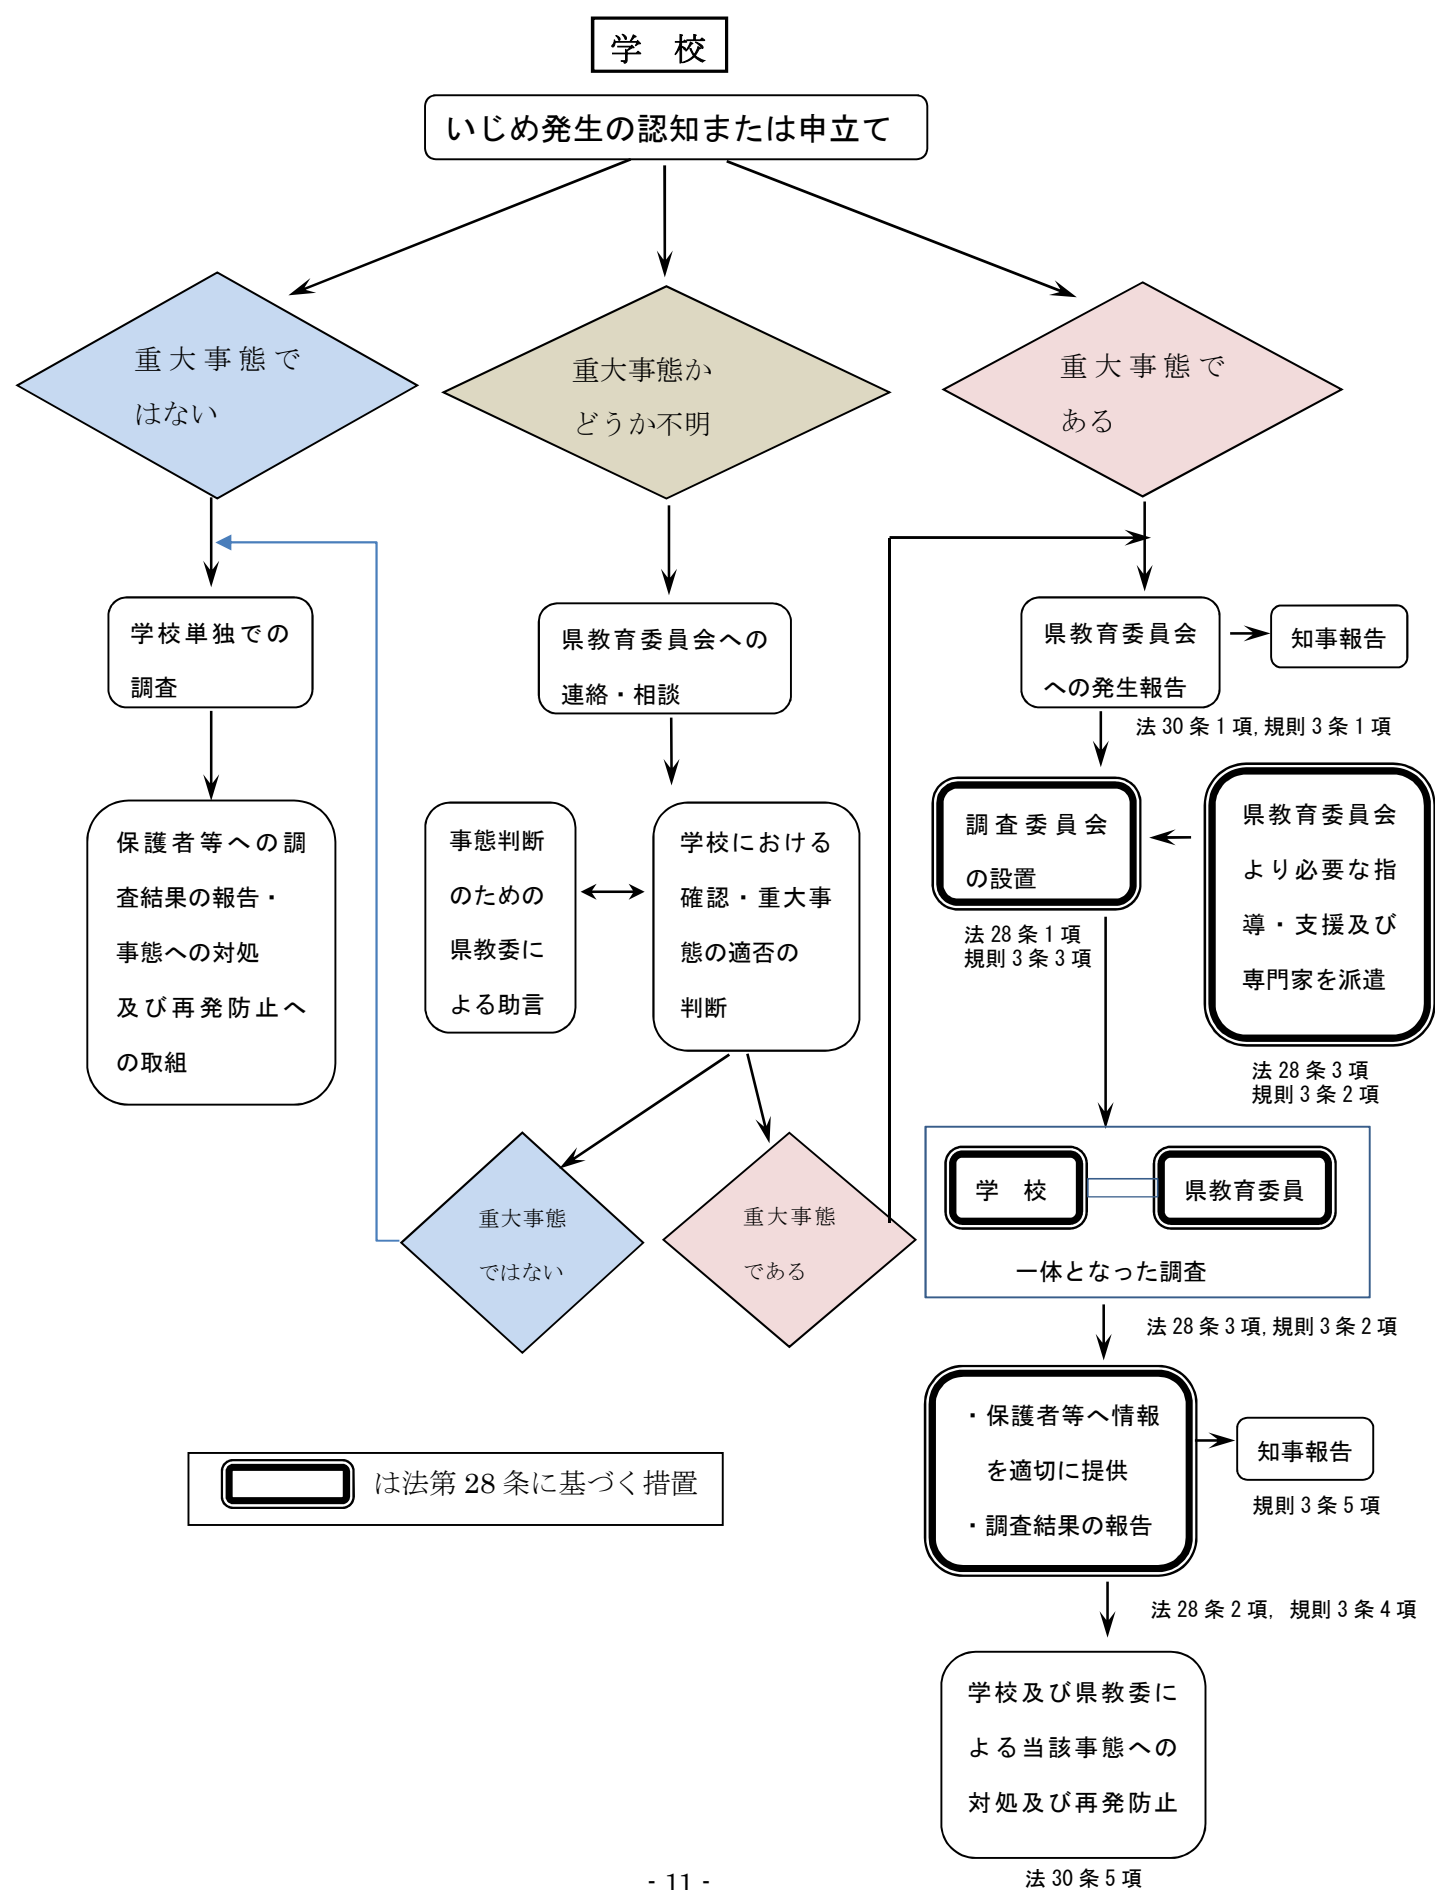 学　校
いじめ発生の認知または申立て
重大事態で
はない
重大事態か
どうか不明
重大事態で
ある
学校単独での
調査
県教育委員会への
連絡・相談
県教育委員会
への発生報告
知事報告
法30条1項,規則3条1項
保護者等への調
査結果の報告・
事態への対処
及び再発防止へ
の取組
事態判断
のための
県教委に
よる助言
学校における
確認・重大事
態の適否の
判断
調査委員会
の設置
法28条1項
規則3条3項
県教育委員会
より必要な指
導・支援及び
専門家を派遣
法28条3項
規則3条2項
重大事態
ではない
重大事態
である
学　校
県教育委員
一体となった調査
法28条3項,規則3条2項
・保護者等へ情報
を適切に提供
・調査結果の報告
知事報告
規則3条5項
は法第28条に基づく措置
法28条2項, 規則3条4項
学校及び県教委に
よる当該事態への
対処及び再発防止
法30条5項
- 11 -